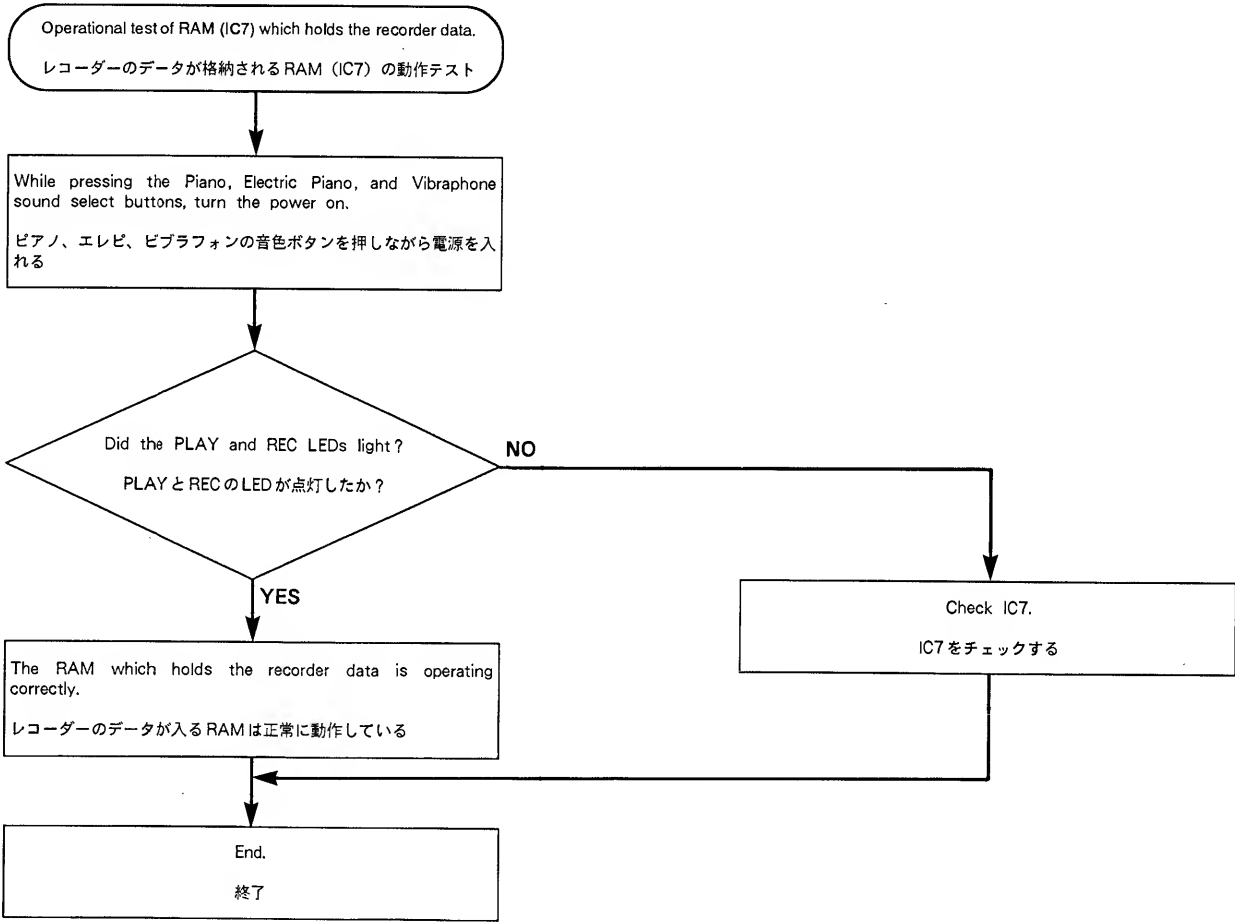 Operational test of RAM (IC7) which holds the recorder data.
レコーダーのデータが格納されるRAM（IC7）の動作テスト
While pressing the Piano, Electric Piano, and Vibraphone
sound select buttons, turn the power on.
ピアノ、エレピ、ビブラフォンの音色ボタンを押しながら電源を入
れる
Did the PLAY and REC LEDs light?
PLAYとRECのLEDが点灯したか？
NO
YES
Check IC7.
IC7をチェックする
The RAM which holds the recorder data is operating
correctly.
レコーダーのデータが入るRAMは正常に動作している
End.
終了